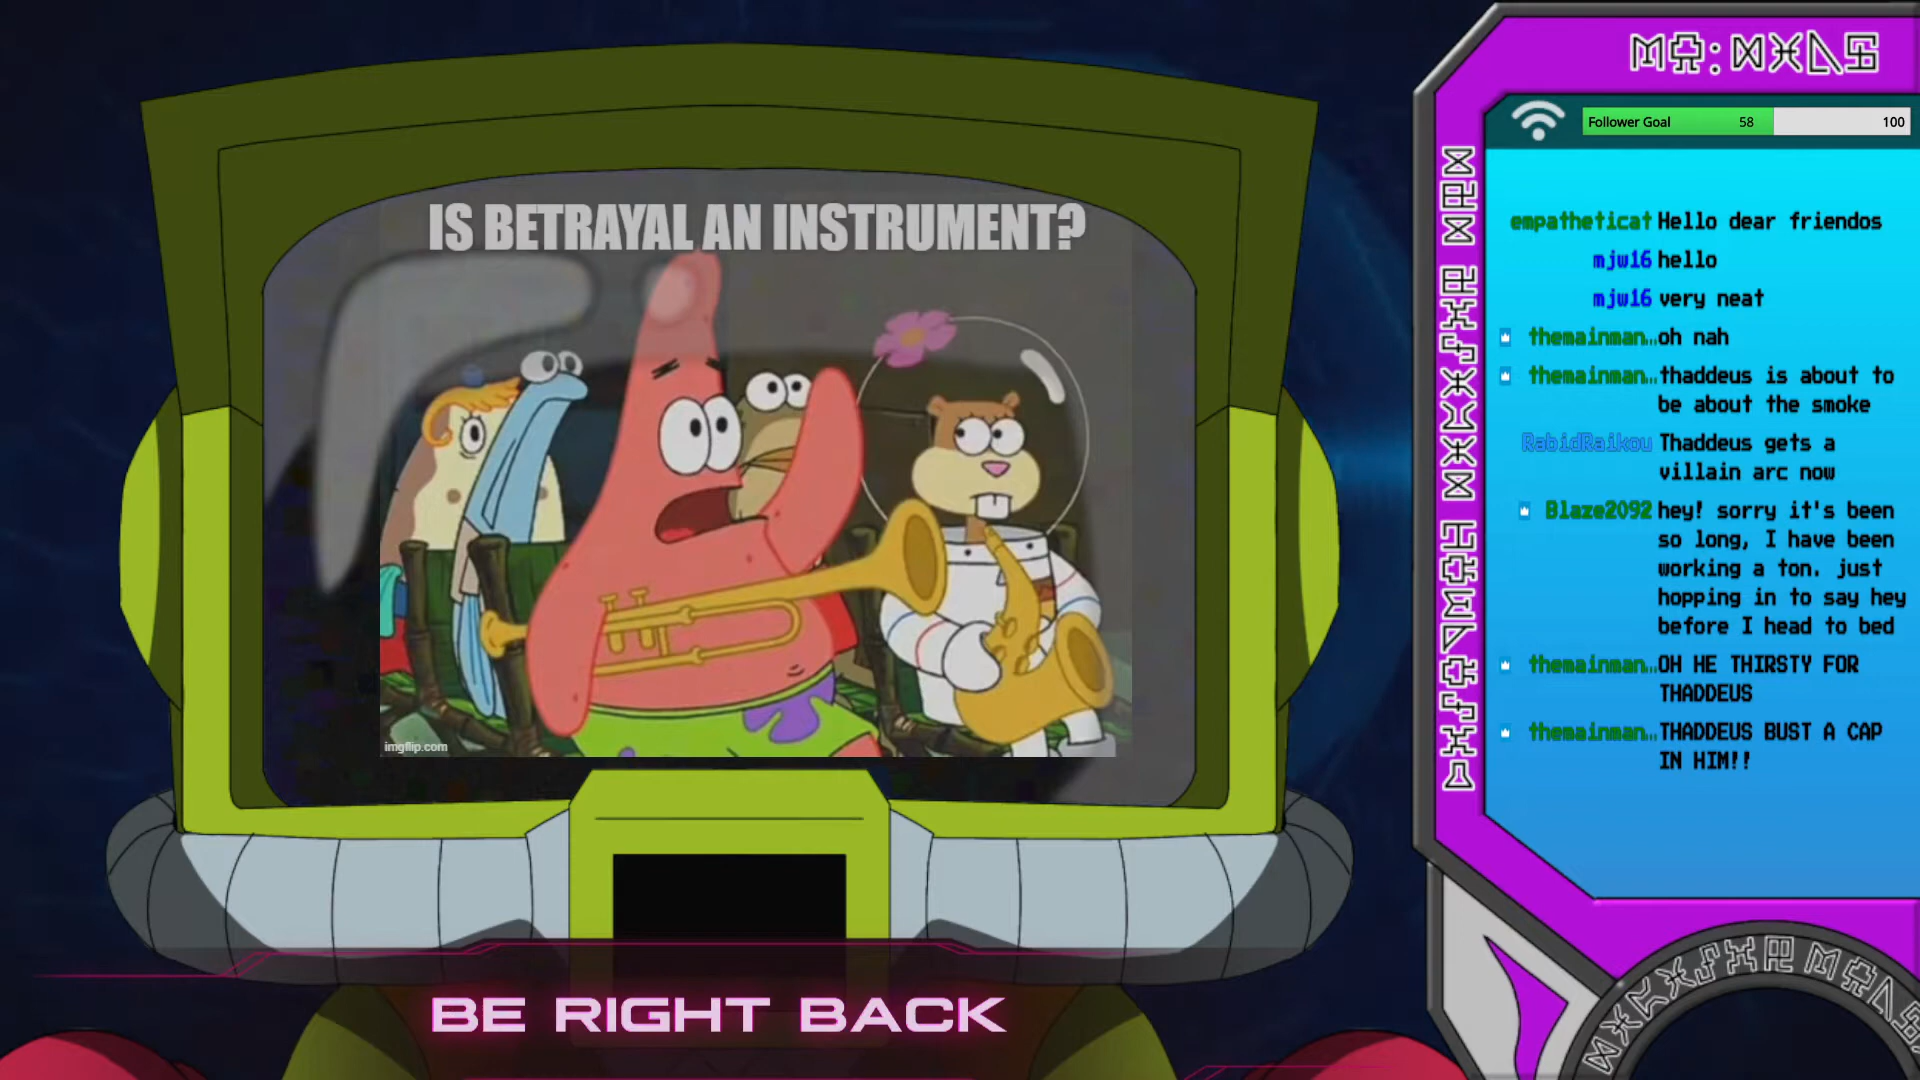 IS BETRAYAL AN INSTRUMENT?
imgflip.com
BE RIGHT BACK
Follower Goal 58 100
empatheticat Hello dear friendos
mjw16 hello
mjw16 very neat
themainman… oh nah
themainman… thaddeus is about to
be about the smoke
RabidRaikou Thaddeus gets a
villain arc now
Blaze2092 hey! sorry it's been
so long, I have been
working a ton. just
hopping in to say hey
before I head to bed
themainman… OH HE THIRSTY FOR
THADDEUS
themainman… THADDEUS BUST A CAP
IN HIM!!